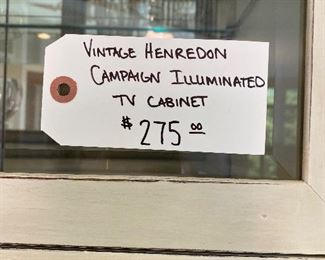 VINTAGE HENREDON
CAMPAIGN ILLUMINATED
TV CABINET
$275.00